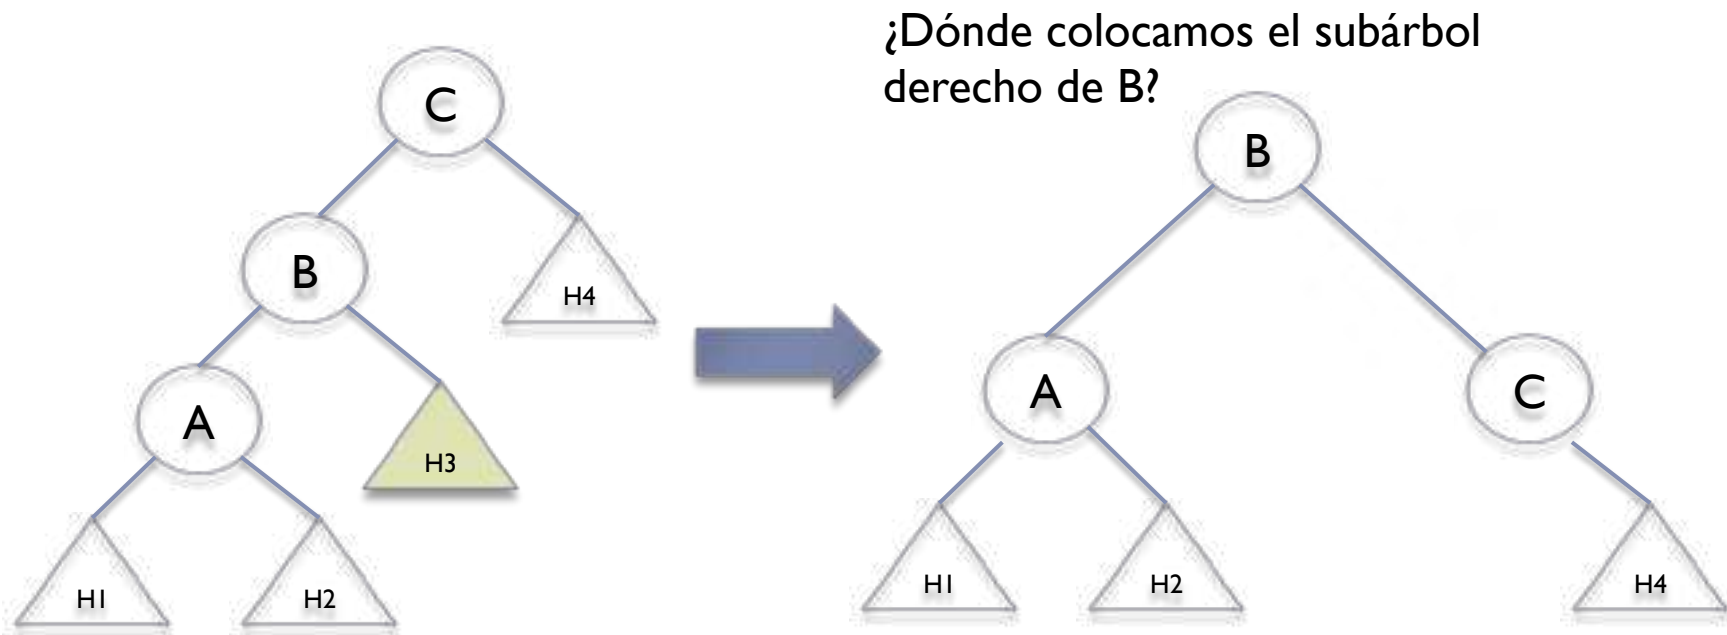 ¿Dónde colocamos el subárbol
derecho de B?
C
B
H4
A
H3
H1
H2
B
A
C
H1
H2
H4